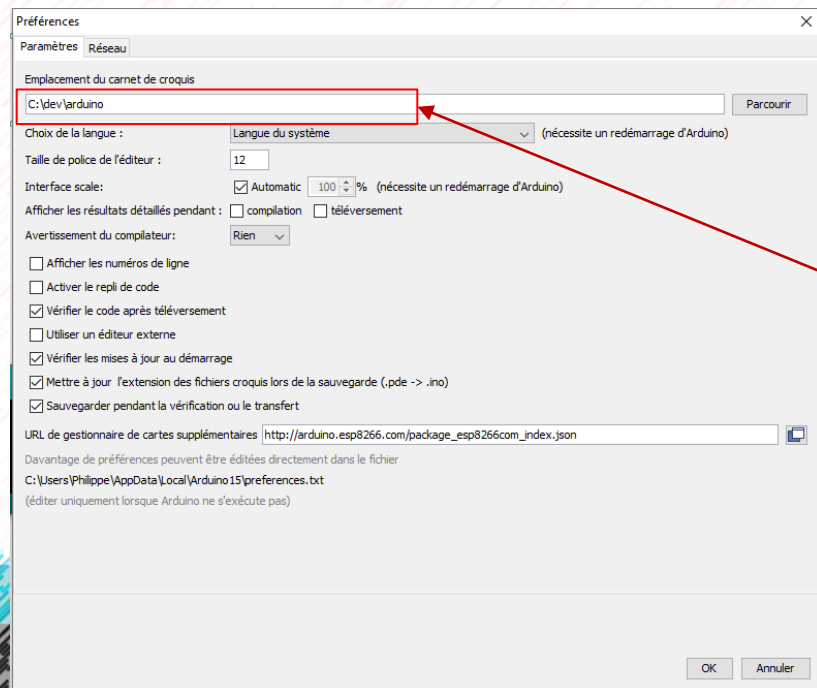 Préférences
Paramètres Réseau
Emplacement du carnet de croquis
C:\dev\arduino Parcourir
Choix de la langue : Langue du système (nécessite un redémarrage d'Arduino)
Taille de police de l'éditeur : 12
Interface scale: Automatic 100 % (nécessite un redémarrage d'Arduino)
Afficher les résultats détaillés pendant : compilation téléversement
Avertissement du compilateur: Rien
Afficher les numéros de ligne
Activer le repli de code
Vérifier le code après téléversement
Utiliser un éditeur externe
Vérifier les mises à jour au démarrage
Mettre à jour l'extension des fichiers croquis lors de la sauvegarde (.pde -> .ino)
Sauvegarder pendant la vérification ou le transfert
URL de gestionnaire de cartes supplémentaires http://arduino.esp8266.com/package_esp8266com_index.json
Davantage de préférences peuvent être éditées directement dans le fichier
C:\Users\Philippe\AppData\Local\Arduino15\preferences.txt
(éditer uniquement lorsque Arduino ne s'exécute pas)
OK Annuler